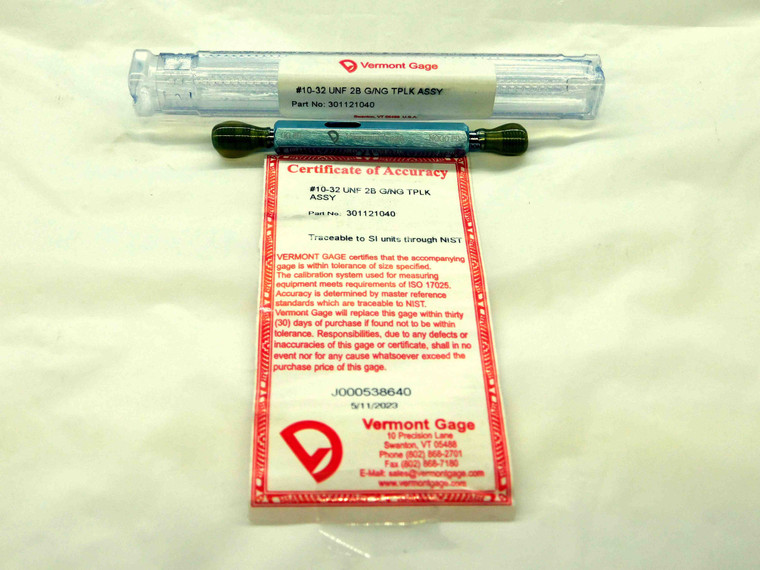 Vermont Gage
#10-32 UNF 2B G/NG TPLK ASSY
Part No: 301121040
Swanton, VT 05488 U.S.A.
Certificate of Accuracy
#10-32 UNF 2B G/NG TPLK
ASSY
Part No: 301121040
Traceable to SI units through NIST
VERMONT GAGE certifies that the accompanying
gage is within tolerance of size specified.
The calibration system used for measuring
equipment meets requirements of ISO 17025.
Accuracy is determined by master reference
standards which are traceable to NIST.
Vermont Gage will replace this gage within thirty
(30) days of purchase if found not to be within
tolerance. Responsibilities, due to any defects or
inaccuracies of this gage or certificate, shall in no
event nor for any cause whatsoever exceed the
purchase price of this gage.
J000538640
5/11/2023
Vermont Gage
10 Precision Lane
Swanton, VT 05488
Phone (802) 868-2701
Fax (802) 868-7180
E-Mail: sales@vermontgage.com
www.vermontgage.com